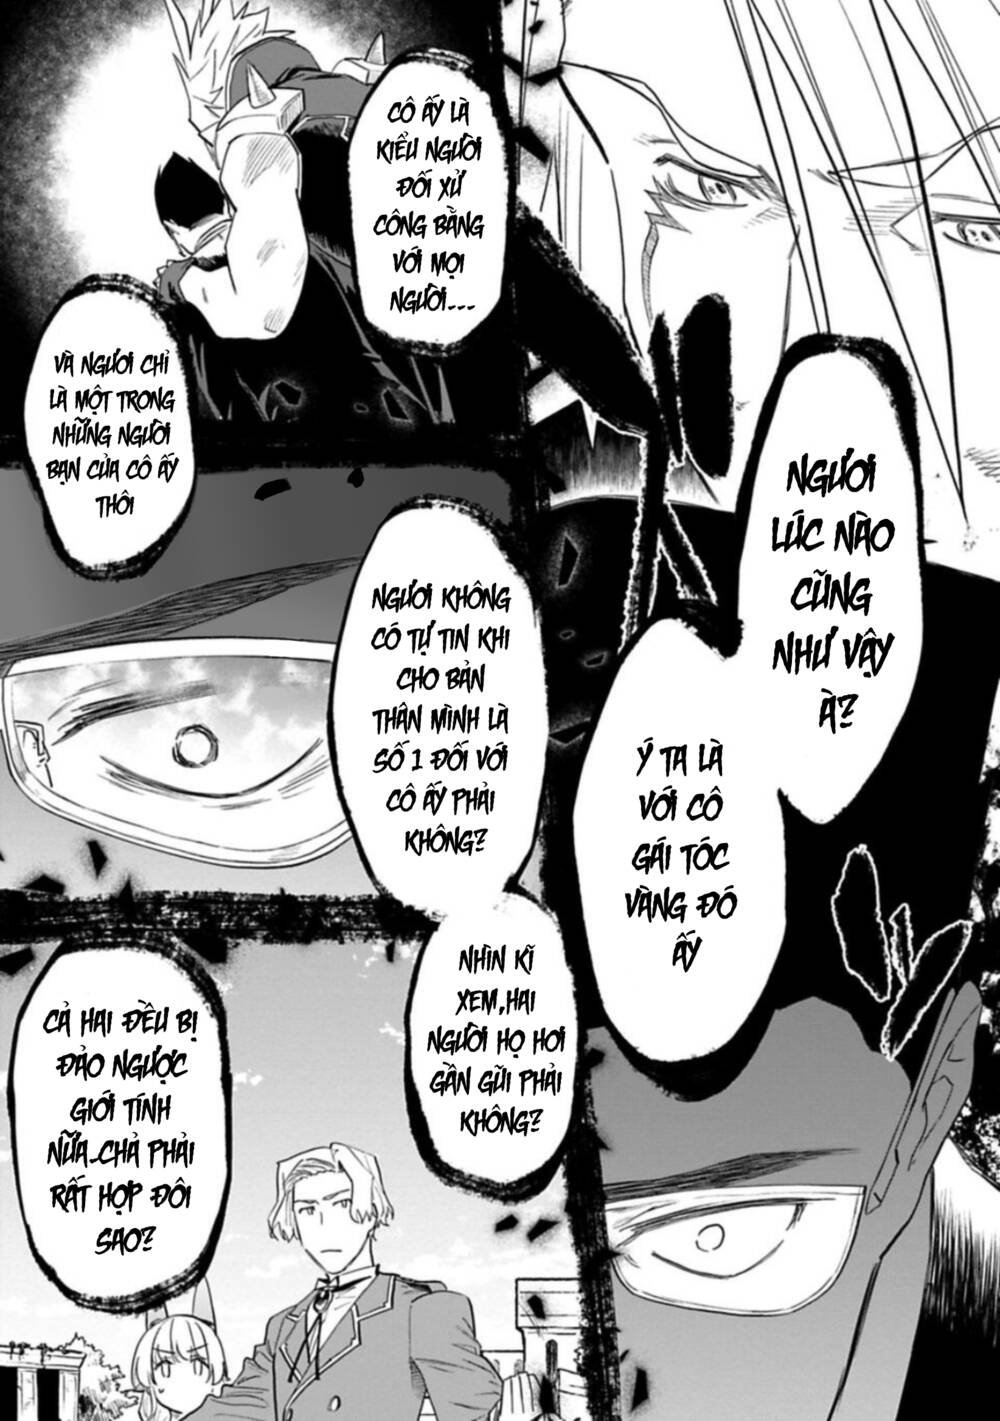 NGƯƠI
LÚC NÀO
CŨNG
NHƯ VẬY
À?
Ý TA LÀ
VỚI CÔ
GÁI TÓC
VÀNG ĐÓ
ẤY
CÔ ẤY LÀ
KIỂU NGƯỜI
ĐỐI XỬ
CÔNG BẰNG
VỚI MỌI
NGƯỜI---
VÀ NGƯƠI CHỈ
LÀ MỘT TRONG
NHỮNG NGƯỜI
BẠN CỦA CÔ ẤY
THÔI
NGƯƠI KHÔNG
CÓ TỰ TIN KHI
CHO BẢN
THÂN MÌNH LÀ
SỐ 1 ĐỐI VỚI
CÔ ẤY PHẢI
KHÔNG?
NHÌN KĨ
XEM,HAI
NGƯỜI HỌ HƠI
GẦN GŨI PHẢI
KHÔNG?
CẢ HAI ĐỀU BỊ
ĐẢO NGƯỢC
GIỚI TÍNH
NỮA-CHẢ PHẢI
RẤT HỢP ĐÔI
SAO?